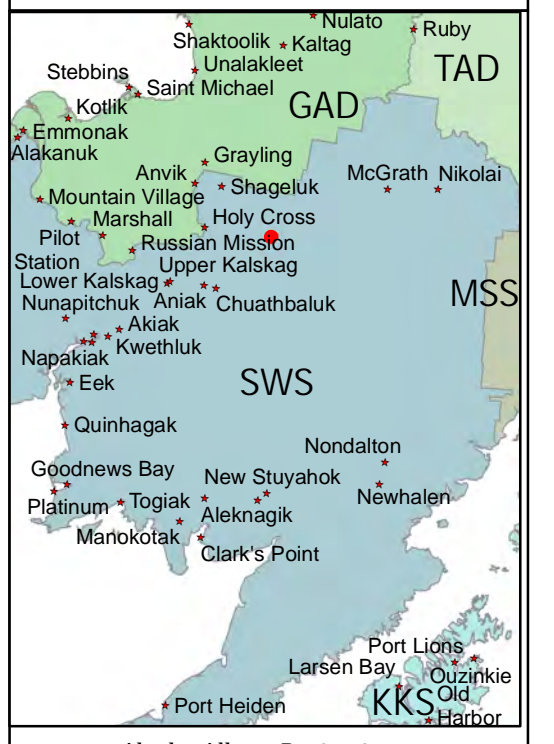 Nulato
Ruby
Shaktoolik
Kaltag
Unalakleet
TAD
Stebbins
Saint Michael
GAD
Kotlik
Emmonak
Alakanuk
Grayling
Anvik
McGrath
Nikolai
Shageluk
Mountain Village
Holy Cross
Marshall
Pilot
Station
Russian Mission
Upper Kalskag
Lower Kalskag
MSS
Nunapitchuk
Aniak
Chuathbaluk
Akiak
Kwethluk
Napakiak
Eek
SWS
Quinhagak
Nondalton
Goodnews Bay
New Stuyahok
Newhalen
Platinum
Togiak
Aleknagik
Manokotak
Clark's Point
Port Lions
Larsen Bay
Ouzinkie
KKS
Old
Harbor
Port Heiden